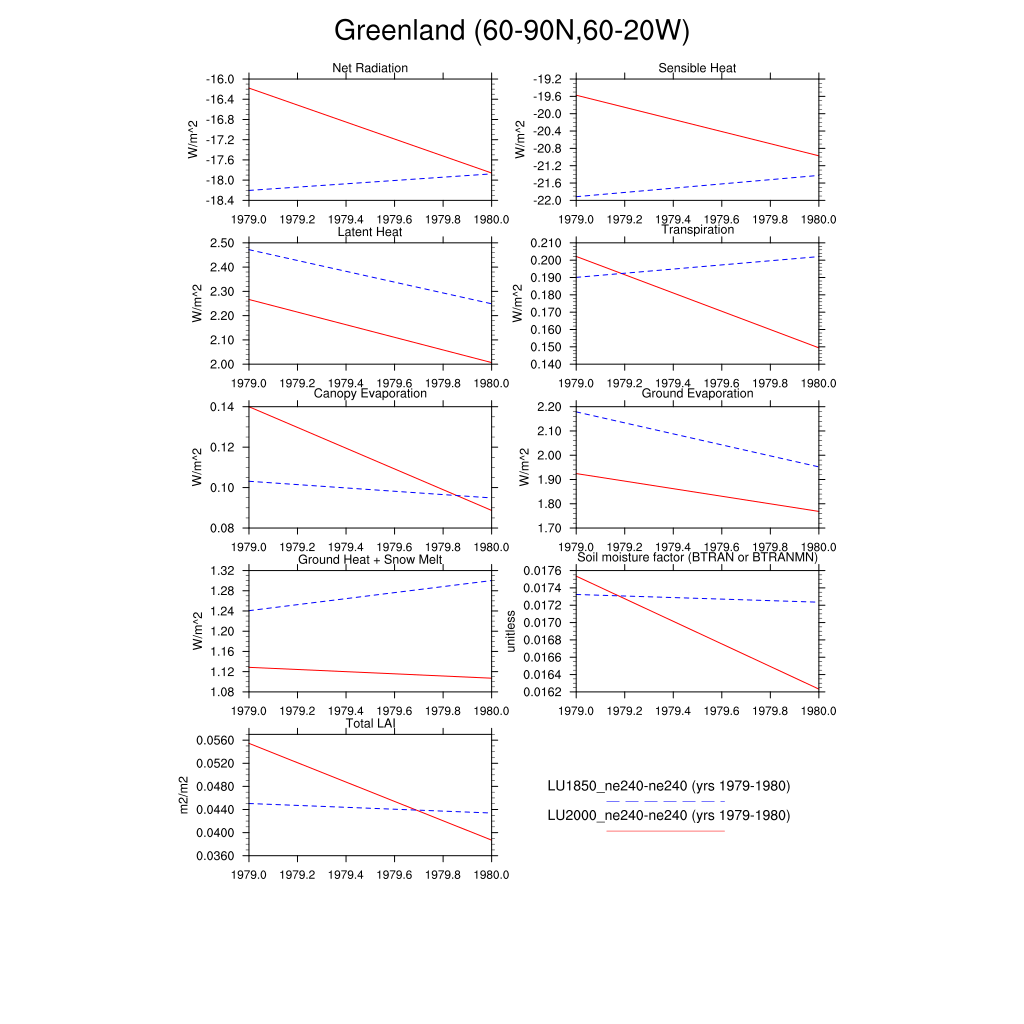 Greenland (60-90N,60-20W)
Net Radiation
W/m^2
-16.0
-16.4
-16.8
-17.2
-17.6
-18.0
-18.4
1979.0 1979.2 1979.4 1979.6 1979.8 1980.0
Sensible Heat
W/m^2
-19.2
-19.6
-20.0
-20.4
-20.8
-21.2
-21.6
-22.0
1979.0 1979.2 1979.4 1979.6 1979.8 1980.0
Latent Heat
W/m^2
2.50
2.40
2.30
2.20
2.10
2.00
1979.0 1979.2 1979.4 1979.6 1979.8 1980.0
Transpiration
W/m^2
0.210
0.200
0.190
0.180
0.170
0.160
0.150
0.140
1979.0 1979.2 1979.4 1979.6 1979.8 1980.0
Canopy Evaporation
W/m^2
0.14
0.12
0.10
0.08
1979.0 1979.2 1979.4 1979.6 1979.8 1980.0
Ground Evaporation
W/m^2
2.20
2.10
2.00
1.90
1.80
1.70
1979.0 1979.2 1979.4 1979.6 1979.8 1980.0
Ground Heat + Snow Melt
W/m^2
1.32
1.28
1.24
1.20
1.16
1.12
1.08
1979.0 1979.2 1979.4 1979.6 1979.8 1980.0
Soil moisture factor (BTRAN or BTRANMN)
unitless
0.0176
0.0174
0.0172
0.0170
0.0168
0.0166
0.0164
0.0162
1979.0 1979.2 1979.4 1979.6 1979.8 1980.0
Total LAI
m2/m2
0.0560
0.0520
0.0480
0.0440
0.0400
0.0360
1979.0 1979.2 1979.4 1979.6 1979.8 1980.0
LU1850_ne240-ne240 (yrs 1979-1980)
LU2000_ne240-ne240 (yrs 1979-1980)